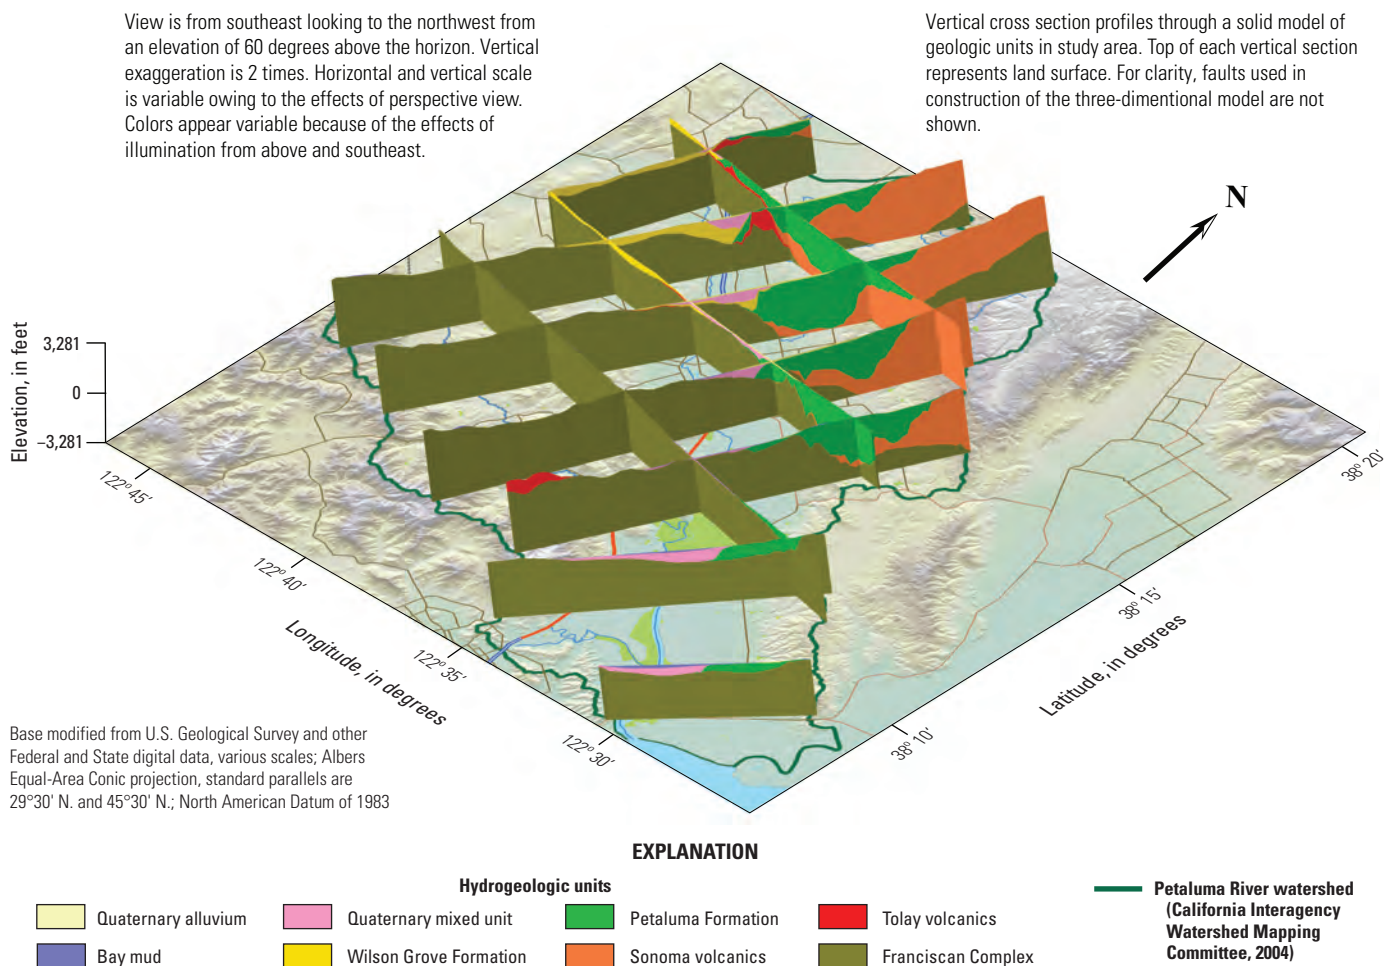 View is from southeast looking to the northwest from
an elevation of 60 degrees above the horizon. Vertical
exaggeration is 2 times. Horizontal and vertical scale
is variable owing to the effects of perspective view.
Colors appear variable because of the effects of
illumination from above and southeast.
Vertical cross section profiles through a solid model of
geologic units in study area. Top of each vertical section
represents land surface. For clarity, faults used in
construction of the three-dimentional model are not
shown.
N
Elevation, in feet
3,281
0
−3,281
122° 45′
122° 40′
122° 35′
122° 30′
Longitude, in degrees
38° 20′
38° 15′
38° 10′
Latitude, in degrees
Base modified from U.S. Geological Survey and other
Federal and State digital data, various scales; Albers
Equal-Area Conic projection, standard parallels are
29°30' N. and 45°30' N.; North American Datum of 1983
EXPLANATION
Hydrogeologic units
Quaternary alluvium
Bay mud
Quaternary mixed unit
Wilson Grove Formation
Petaluma Formation
Sonoma volcanics
Tolay volcanics
Franciscan Complex
Petaluma River watershed
(California Interagency
Watershed Mapping
Committee, 2004)